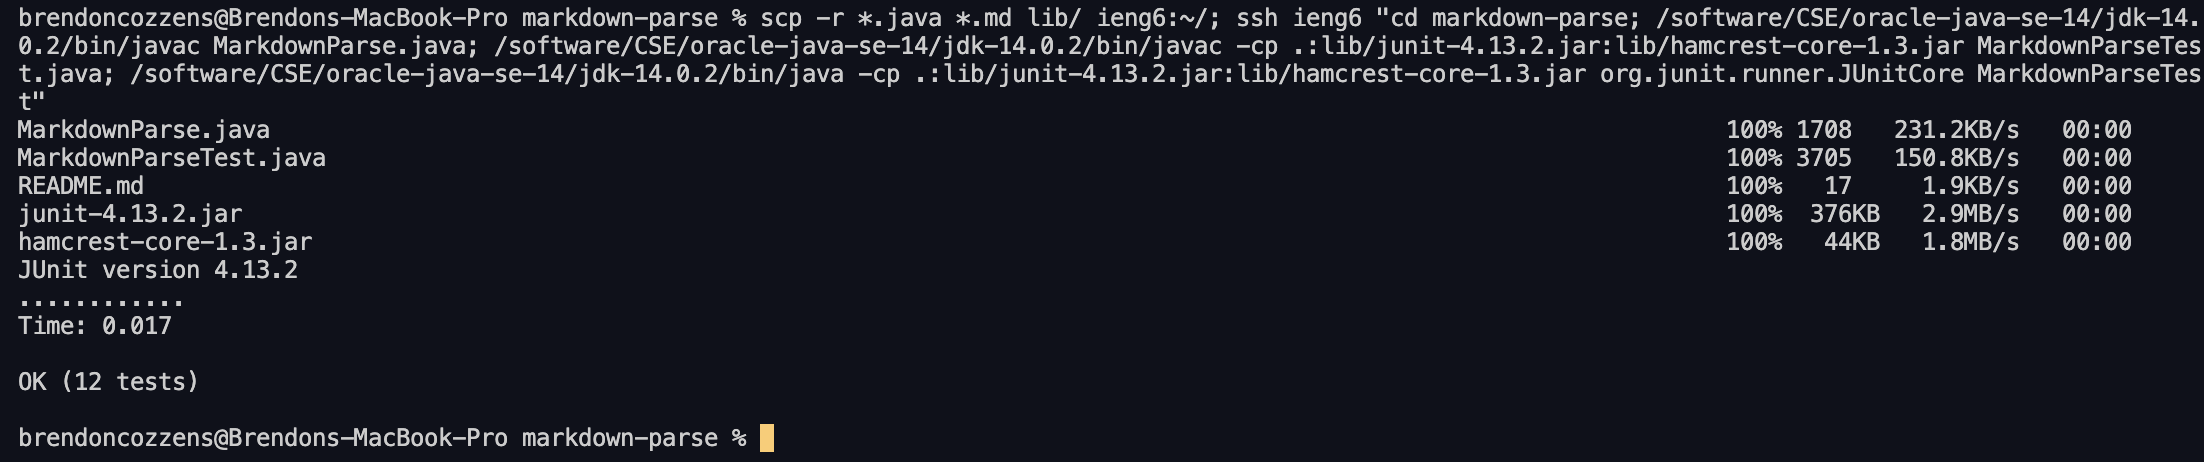 brendoncozzens@Brendons-MacBook-Pro markdown-parse % scp -r *.java *.md lib/ ieng6:~/; ssh ieng6 "cd markdown-parse; /software/CSE/oracle-java-se-14/jdk-14.
0.2/bin/javac MarkdownParse.java; /software/CSE/oracle-java-se-14/jdk-14.0.2/bin/javac -cp .:lib/junit-4.13.2.jar:lib/hamcrest-core-1.3.jar MarkdownParseTes
t.java; /software/CSE/oracle-java-se-14/jdk-14.0.2/bin/java -cp .:lib/junit-4.13.2.jar:lib/hamcrest-core-1.3.jar org.junit.runner.JUnitCore MarkdownParseTes
t"
MarkdownParse.java 100% 1708 231.2KB/s 00:00
MarkdownParseTest.java 100% 3705 150.8KB/s 00:00
README.md 100% 17 1.9KB/s 00:00
junit-4.13.2.jar 100% 376KB 2.9MB/s 00:00
hamcrest-core-1.3.jar 100% 44KB 1.8MB/s 00:00
JUnit version 4.13.2
............
Time: 0.017
OK (12 tests)
brendoncozzens@Brendons-MacBook-Pro markdown-parse %